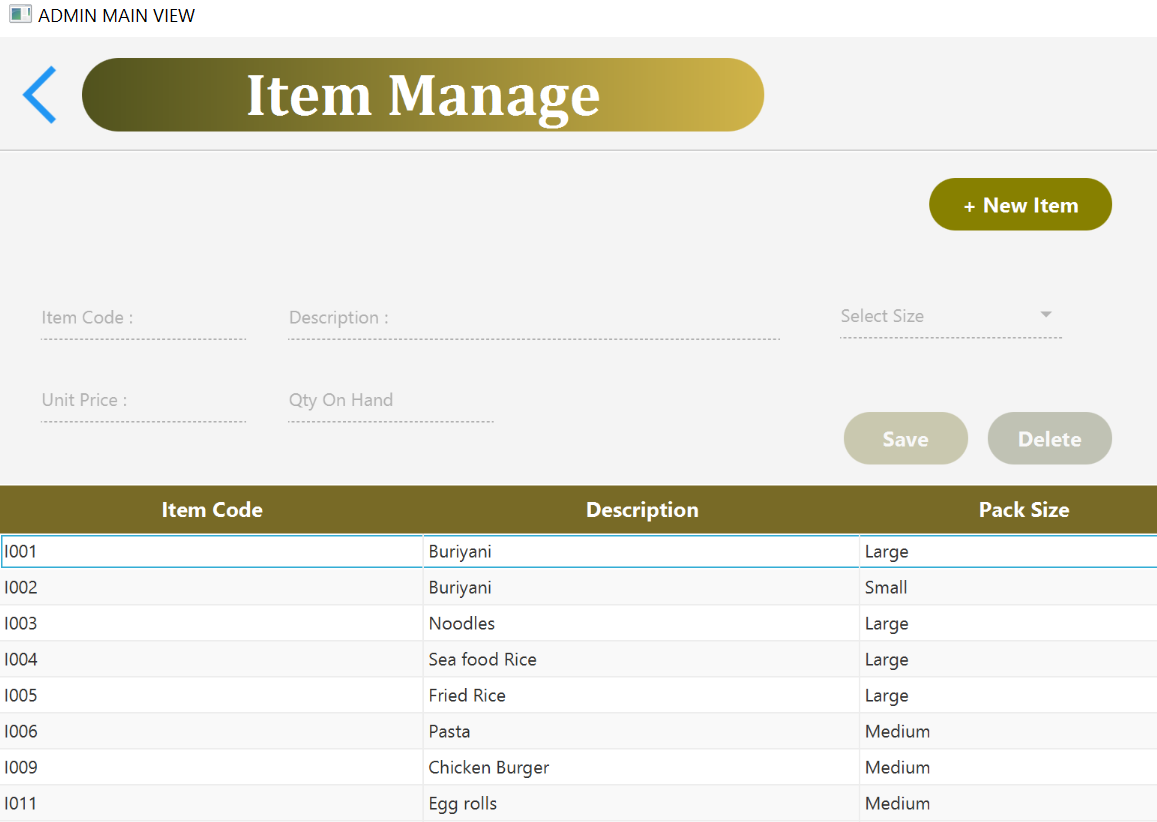 ADMIN MAIN VIEW
Item Manage
+ New Item
Item Code : Description : Select Size
Unit Price : Qty On Hand
Save Delete
Item Code Description Pack Size
I001 Buriyani Large
I002 Buriyani Small
I003 Noodles Large
I004 Sea food Rice Large
I005 Fried Rice Large
I006 Pasta Medium
I009 Chicken Burger Medium
I011 Egg rolls Medium